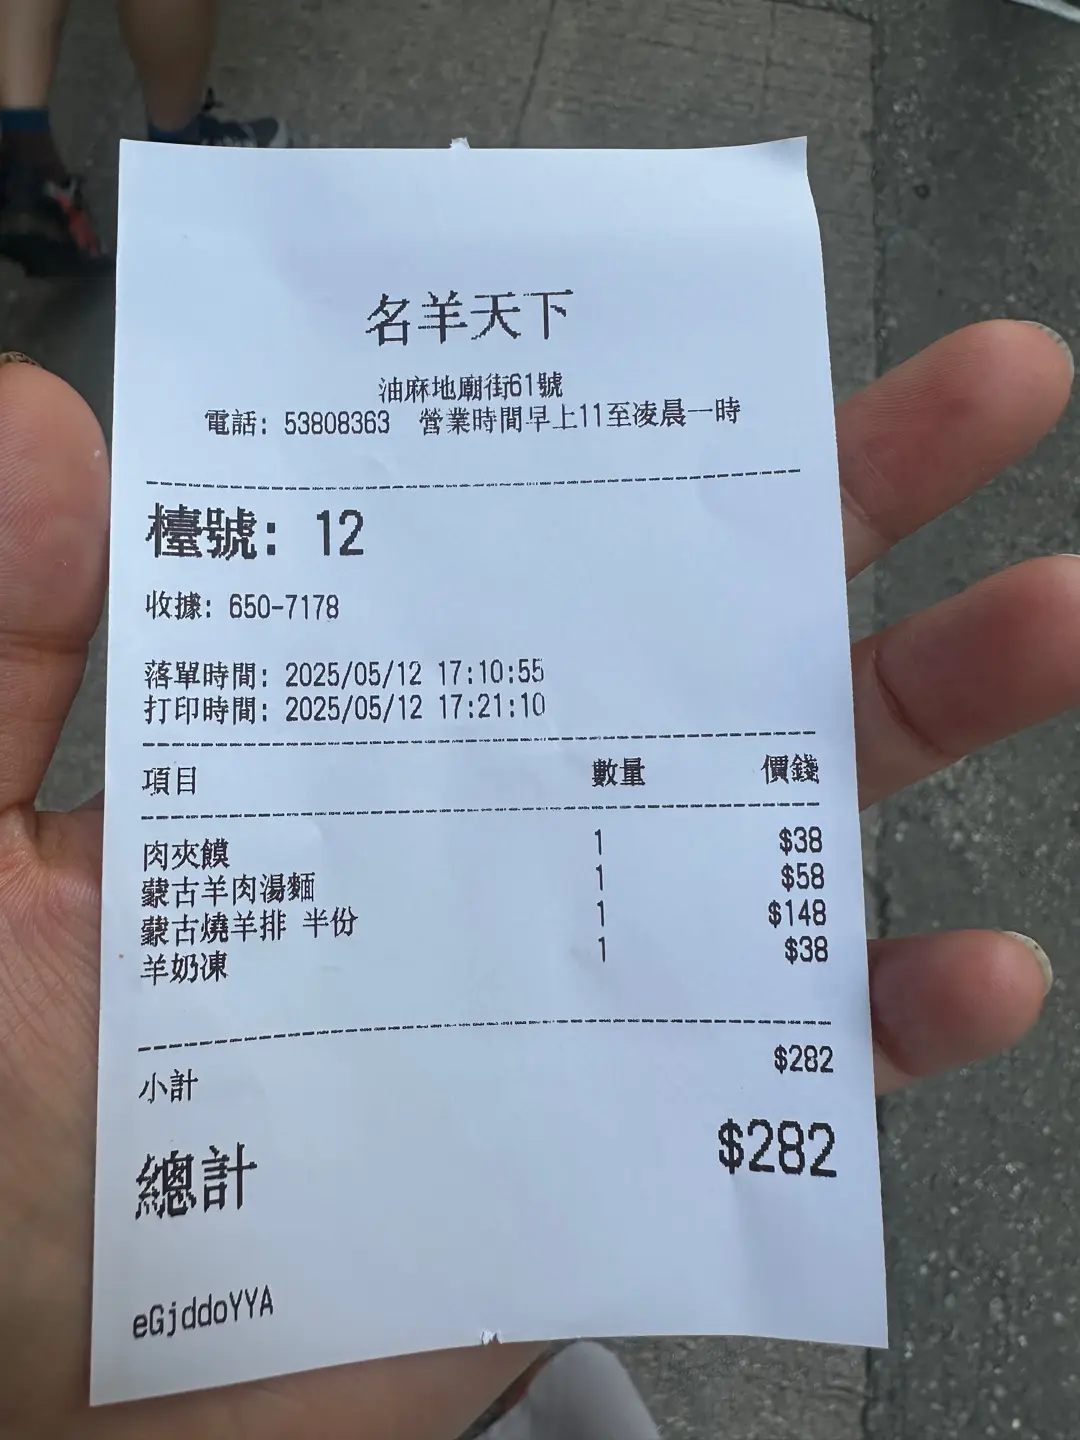 名羊天下
油麻地廟街61號
電話: 53808363 營業時間早上11至凌晨一時
檯號: 12
收據: 650-7178
落單時間: 2025/05/12 17:10:55
打印時間: 2025/05/12 17:21:10
項目 數量 價錢
肉夾饃 1 $38
蒙古羊肉湯麵 1 $58
蒙古燒羊排 半份 1 $148
羊奶凍 1 $38
小計 $282
總計 $282
eGjddoYYA